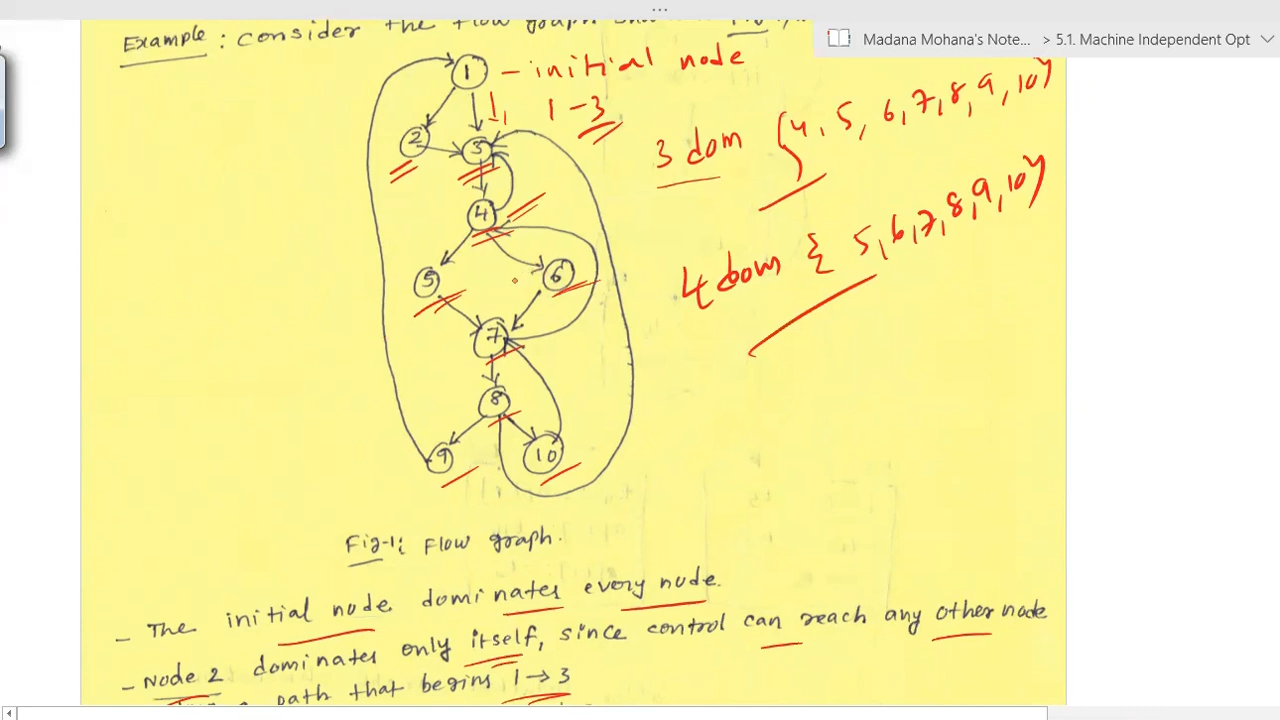 Madana Mohana's Note... > 5.1. Machine Independent Opt
Example : consider the flow graph
1 - initial node
1 - 3
2
3
4
5
6
7
8
9
10
3 dom {4, 5, 6, 7, 8, 9, 10}
4 dom { 5, 6, 7, 8, 9, 10}
Fig-1: Flow graph.
- The initial node dominates every node.
- Node 2 dominates only itself, since control can reach any other node
path that begins 1 → 3